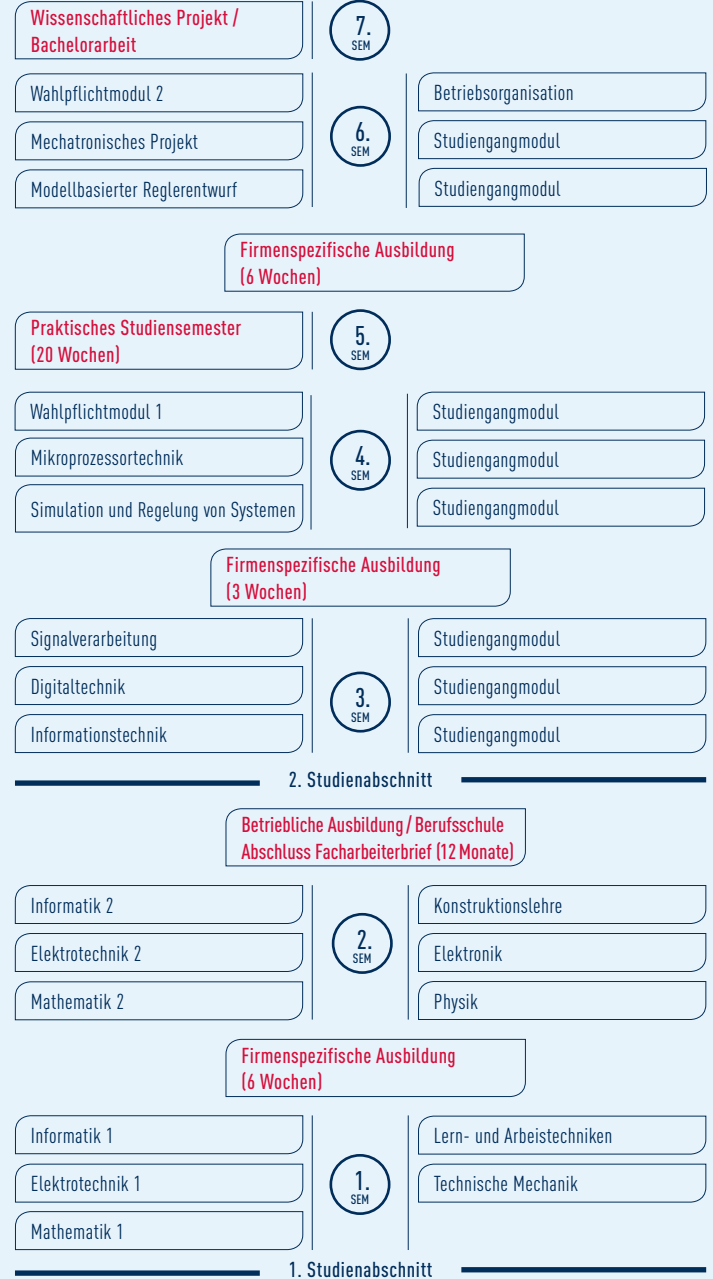 Wissenschaftliches Projekt /
Bachelorarbeit
7.
SEM
Wahlpflichtmodul 2
Mechatronisches Projekt
Modellbasierter Reglerentwurf
6.
SEM
Betriebsorganisation
Studiengangmodul
Studiengangmodul
Firmenspezifische Ausbildung
(6 Wochen)
Praktisches Studiensemester
(20 Wochen)
5.
SEM
Wahlpflichtmodul 1
Mikroprozessortechnik
Simulation und Regelung von Systemen
4.
SEM
Studiengangmodul
Studiengangmodul
Studiengangmodul
Firmenspezifische Ausbildung
(3 Wochen)
Signalverarbeitung
Digitaltechnik
Informationstechnik
3.
SEM
Studiengangmodul
Studiengangmodul
Studiengangmodul
2. Studienabschnitt
Betriebliche Ausbildung / Berufsschule
Abschluss Facharbeiterbrief (12 Monate)
Informatik 2
Elektrotechnik 2
Mathematik 2
2.
SEM
Konstruktionslehre
Elektronik
Physik
Firmenspezifische Ausbildung
(6 Wochen)
Informatik 1
Elektrotechnik 1
Mathematik 1
1.
SEM
Lern- und Arbeistechniken
Technische Mechanik
1. Studienabschnitt